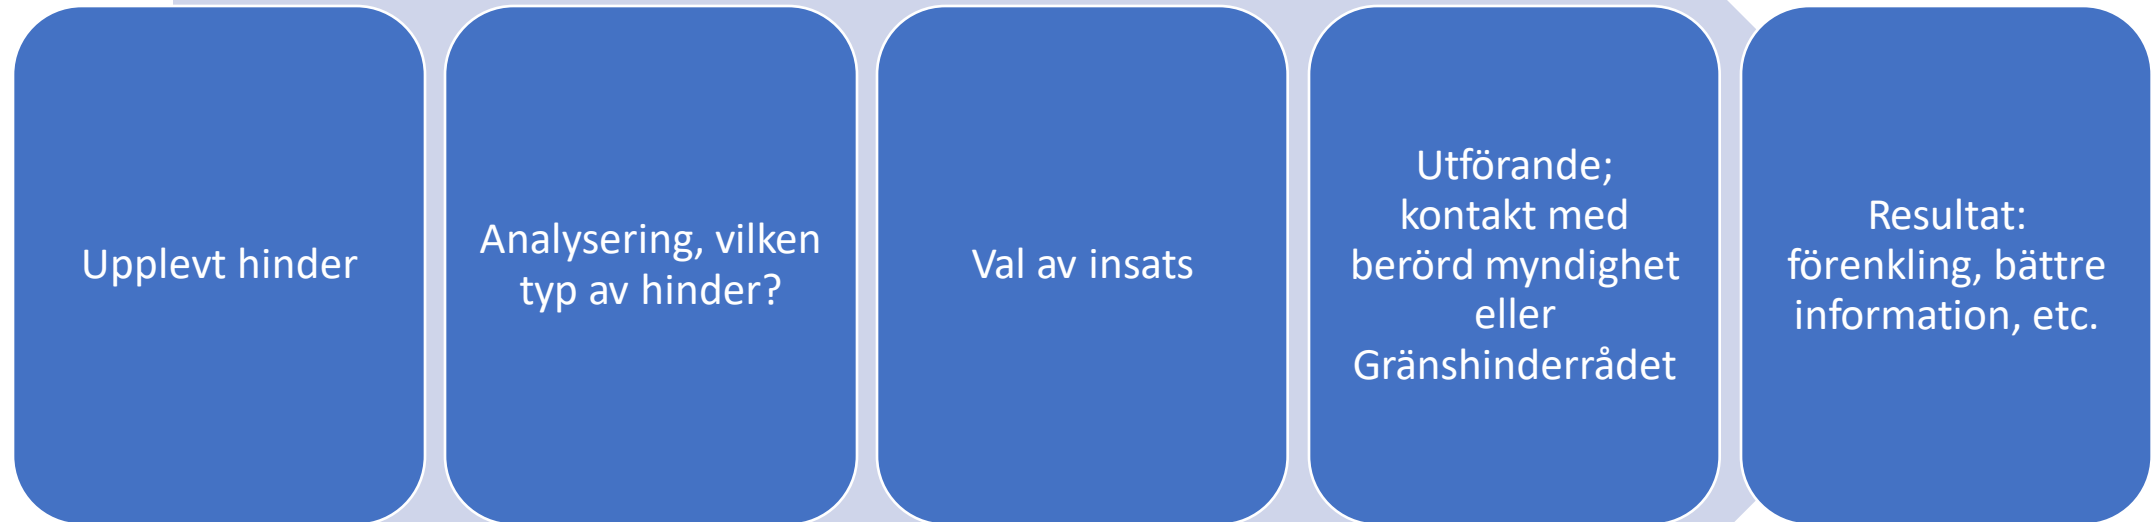 Upplevt hinder
Analysering, vilken
typ av hinder?
Val av insats
Utförande;
kontakt med
berörd myndighet
eller
Gränshinderrådet
Resultat:
förenkling, bättre
information, etc.